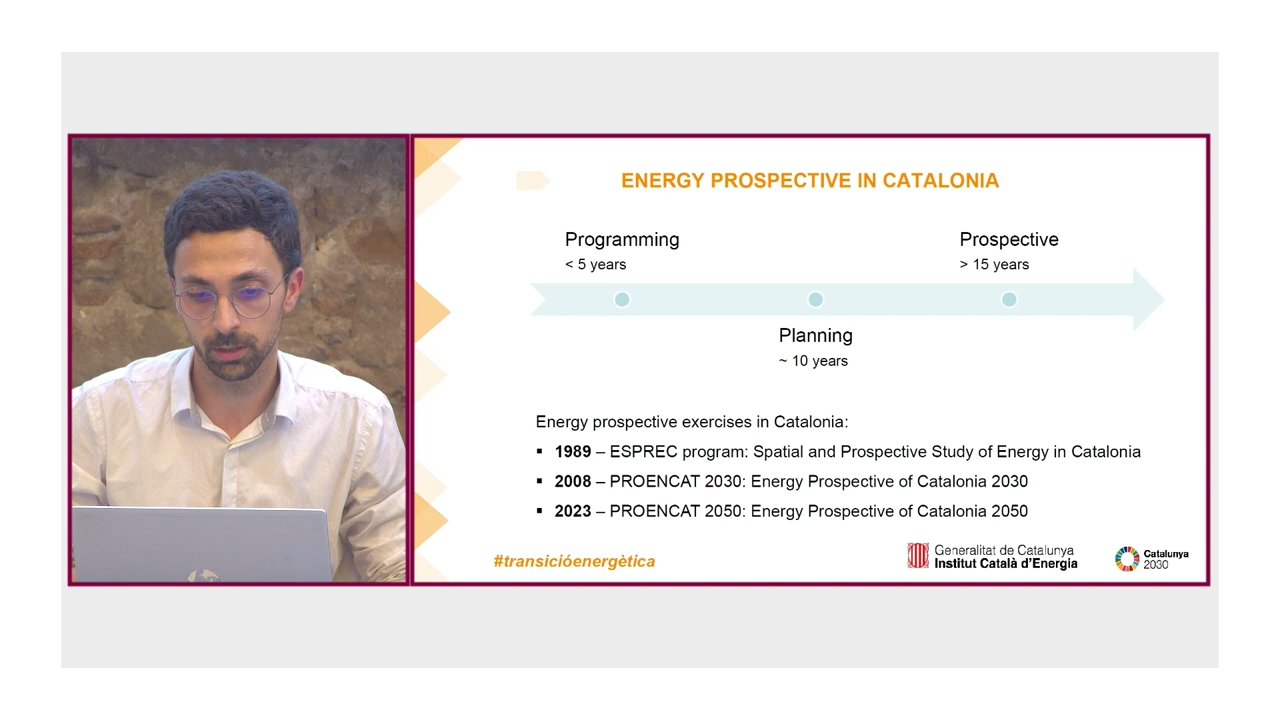 ENERGY PROSPECTIVE IN CATALONIA
Programming
< 5 years
Prospective
> 15 years
Planning
~ 10 years
Energy prospective exercises in Catalonia:
▪ 1989 – ESPREC program: Spatial and Prospective Study of Energy in Catalonia
▪ 2008 – PROENCAT 2030: Energy Prospective of Catalonia 2030
▪ 2023 – PROENCAT 2050: Energy Prospective of Catalonia 2050
#transicióenergètica
Generalitat de Catalunya
Institut Català d'Energia
Catalunya
2030